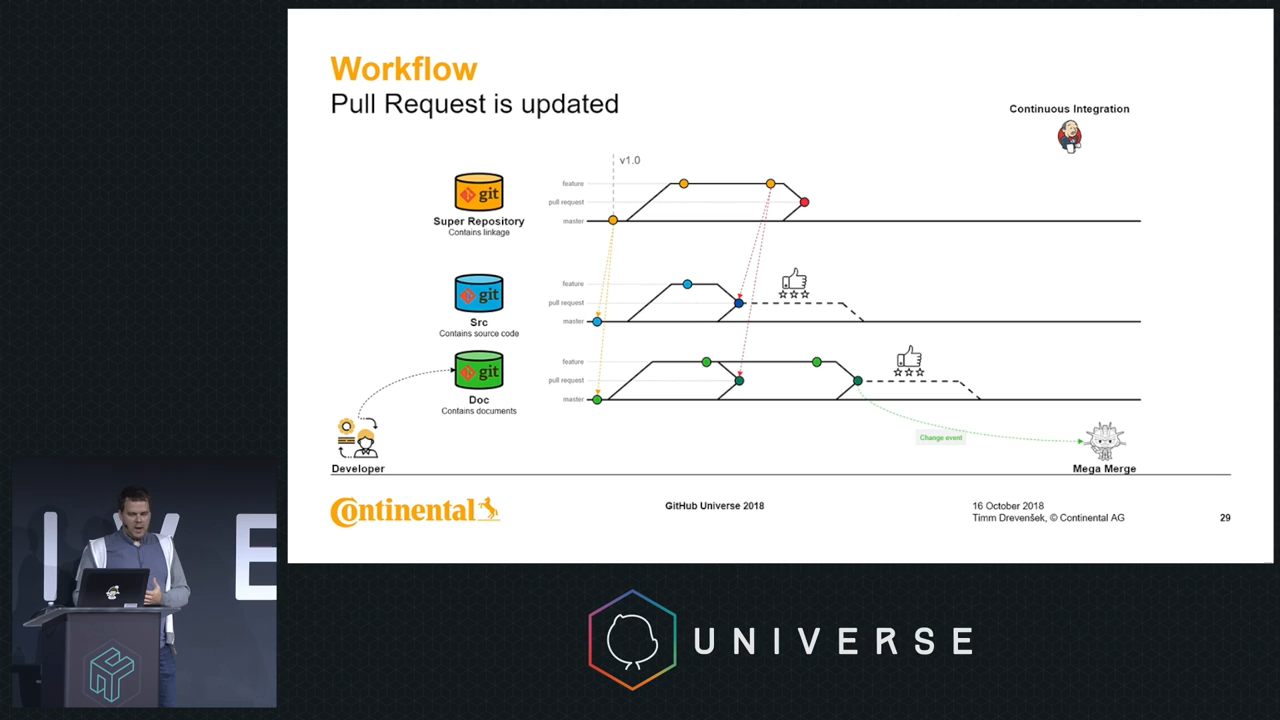 Workflow
Pull Request is updated
Continuous Integration
v1.0
git
Super Repository
Contains linkage
feature
pull request
master
git
Src
Contains source code
feature
pull request
master
git
Doc
Contains documents
feature
pull request
master
Change event
Developer
Mega Merge
Continental
GitHub Universe 2018
16 October 2018
Timm Drevenšek, © Continental AG
29
I V E
UNIVERSE